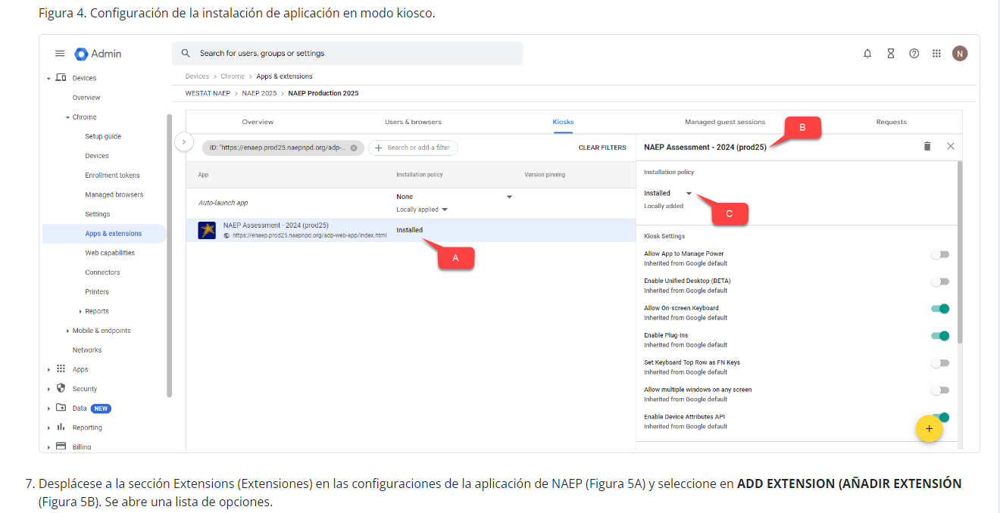 Figura 4. Configuración de la instalación de aplicación en modo kiosco.
Admin
Search for users, groups or settings
N
Devices
Overview
Chrome
Setup guide
Devices
Enrollment tokens
Managed browsers
Settings
Apps & extensions
Web capabilities
Connectors
Printers
Reports
Mobile & endpoints
Networks
Apps
Security
Data NEW
Reporting
Billing
Devices > Chrome > Apps & extensions
WESTAT NAEP > NAEP 2025 > NAEP Production 2025
Overview
Users & browsers
Kiosks
Managed guest sessions
Requests
ID: "https://enaep.prod25.naepnpd.org/adp-...
Search or add a filter
CLEAR FILTERS
App
Installation policy
Version pinning
Auto-launch app
None
Locally applied
NAEP Assessment - 2024 (prod25)
https://enaep.prod25.naepnpd.org/adp-web-app/index.html
Installed
A
B
NAEP Assessment - 2024 (prod25)
Installation policy
Installed
Locally added
C
Kiosk Settings
Allow App to Manage Power
Inherited from Google default
Enable Unified Desktop (BETA)
Inherited from Google default
Allow On-screen Keyboard
Inherited from Google default
Enable Plug-ins
Inherited from Google default
Set Keyboard Top Row as FN Keys
Inherited from Google default
Allow multiple windows on any screen
Inherited from Google default
Enable Device Attributes API
Inherited from Google default
+
7. Desplácese a la sección Extensions (Extensiones) en las configuraciones de la aplicación de NAEP (Figura 5A) y seleccione en ADD EXTENSION (AÑADIR EXTENSIÓN
(Figura 5B). Se abre una lista de opciones.